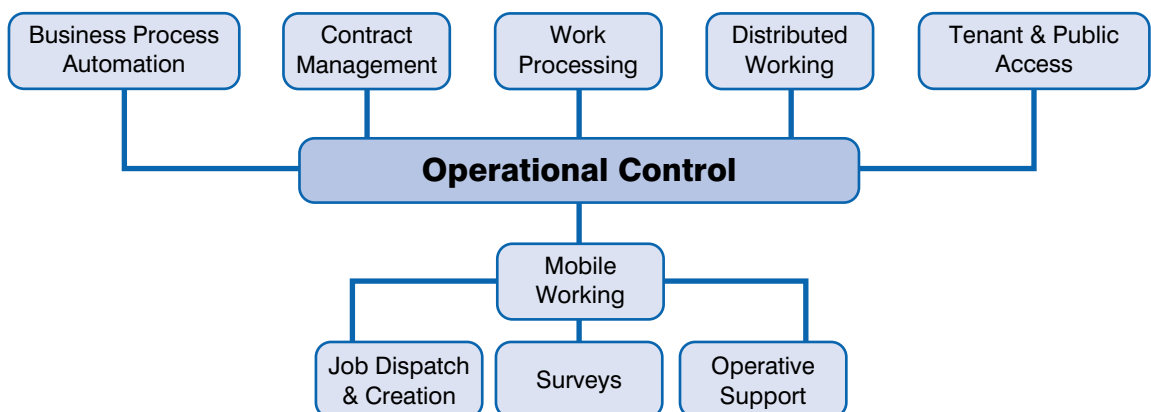 Business Process
Automation
Contract
Management
Work
Processing
Distributed
Working
Tenant & Public
Access
Operational Control
Mobile
Working
Job Dispatch
& Creation
Surveys
Operative
Support